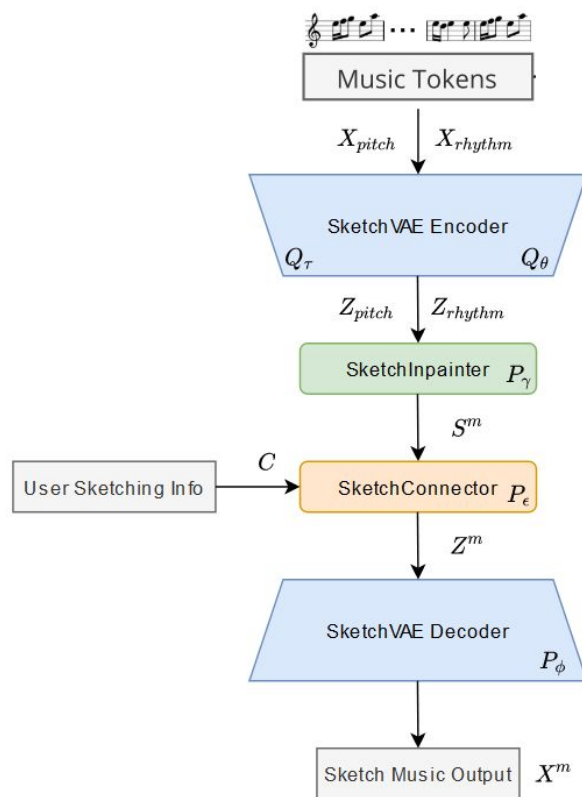 Music Tokens
X_pitch X_rhythm
SketchVAE Encoder
Q_τ Q_θ
Z_pitch Z_rhythm
SketchInpainter
P_γ
S^m
C
User Sketching Info
SketchConnector
P_ϵ
Z^m
SketchVAE Decoder
P_ϕ
Sketch Music Output X^m